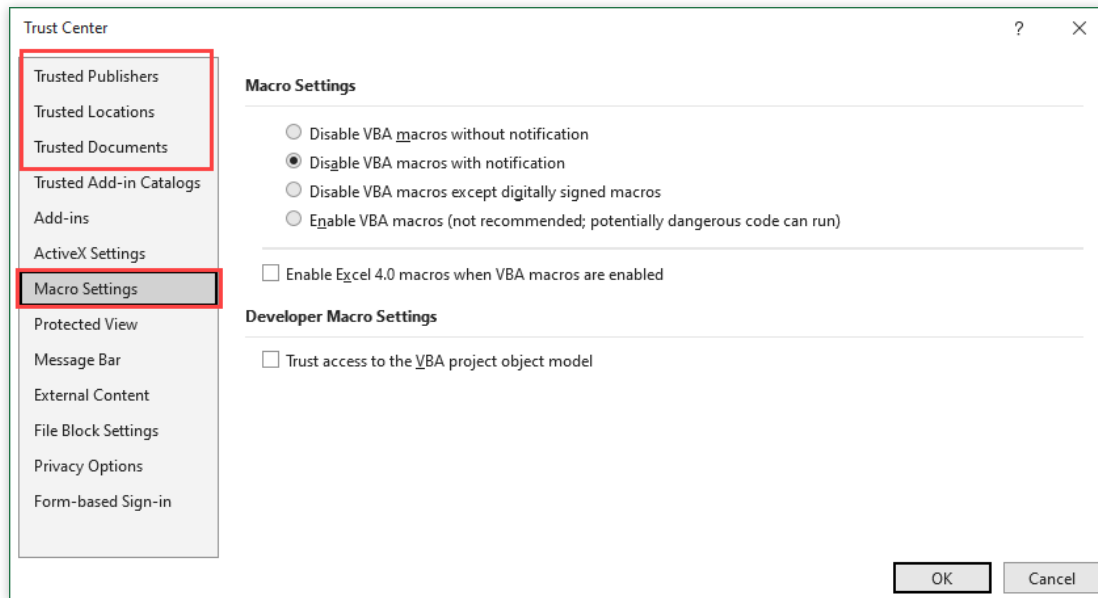 Trust Center
?
Trusted Publishers
Trusted Locations
Trusted Documents
Trusted Add-in Catalogs
Add-ins
ActiveX Settings
Macro Settings
Protected View
Message Bar
External Content
File Block Settings
Privacy Options
Form-based Sign-in
Macro Settings
Disable VBA macros without notification
Disable VBA macros with notification
Disable VBA macros except digitally signed macros
Enable VBA macros (not recommended; potentially dangerous code can run)
Enable Excel 4.0 macros when VBA macros are enabled
Developer Macro Settings
Trust access to the VBA project object model
OK
Cancel